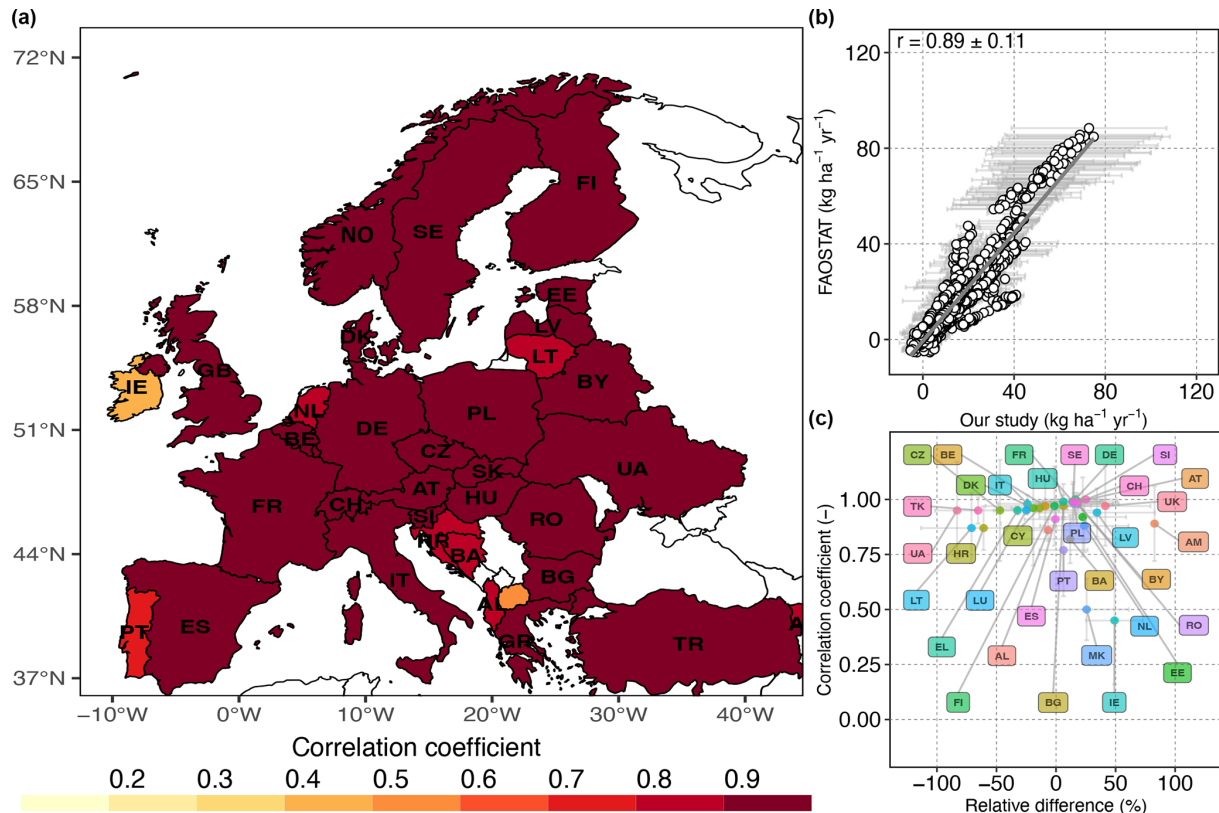 (a)
72°N
65°N
58°N
51°N
44°N
37°N
NO
SE
FI
EE
LV
LT
DK
IE
GB
BY
NL
BE
DE
PL
CZ
UA
SK
FR
CH
AT
HU
SI
RO
HR
BA
IT
BG
AL
PT
ES
GR
TR
A
−10°W
0°W
10°W
20°W
30°W
40°W
Correlation coefficient
0.2 0.3 0.4 0.5 0.6 0.7 0.8 0.9
(b)
r = 0.89 ± 0.11
FAOSTAT (kg ha⁻¹ yr⁻¹)
120
80
40
0
0 40 80 120
Our study (kg ha⁻¹ yr⁻¹)
(c)
Correlation coefficient (−)
1.00
0.75
0.50
0.25
0.00
CZ BE FR SE DE SI
DK IT HU CH AT
TK UK
UA HR CY PL LV AM
LT LU PT BA BY
ES NL RO
EL AL MK EE
FI BG IE
−100 −50 0 50 100
Relative difference (%)